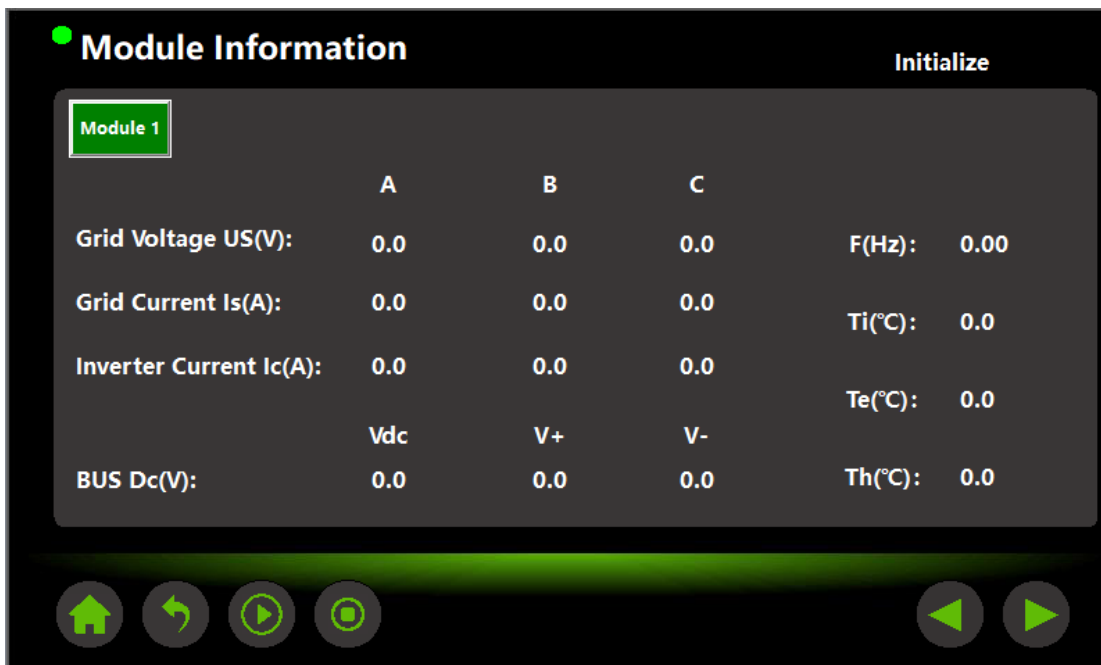 Module Information
Initialize
Module 1
A B C
Grid Voltage US(V): 0.0 0.0 0.0 F(Hz): 0.00
Grid Current Is(A): 0.0 0.0 0.0 Ti(℃): 0.0
Inverter Current Ic(A): 0.0 0.0 0.0
Te(℃): 0.0
Vdc V+ V-
BUS Dc(V): 0.0 0.0 0.0 Th(℃): 0.0